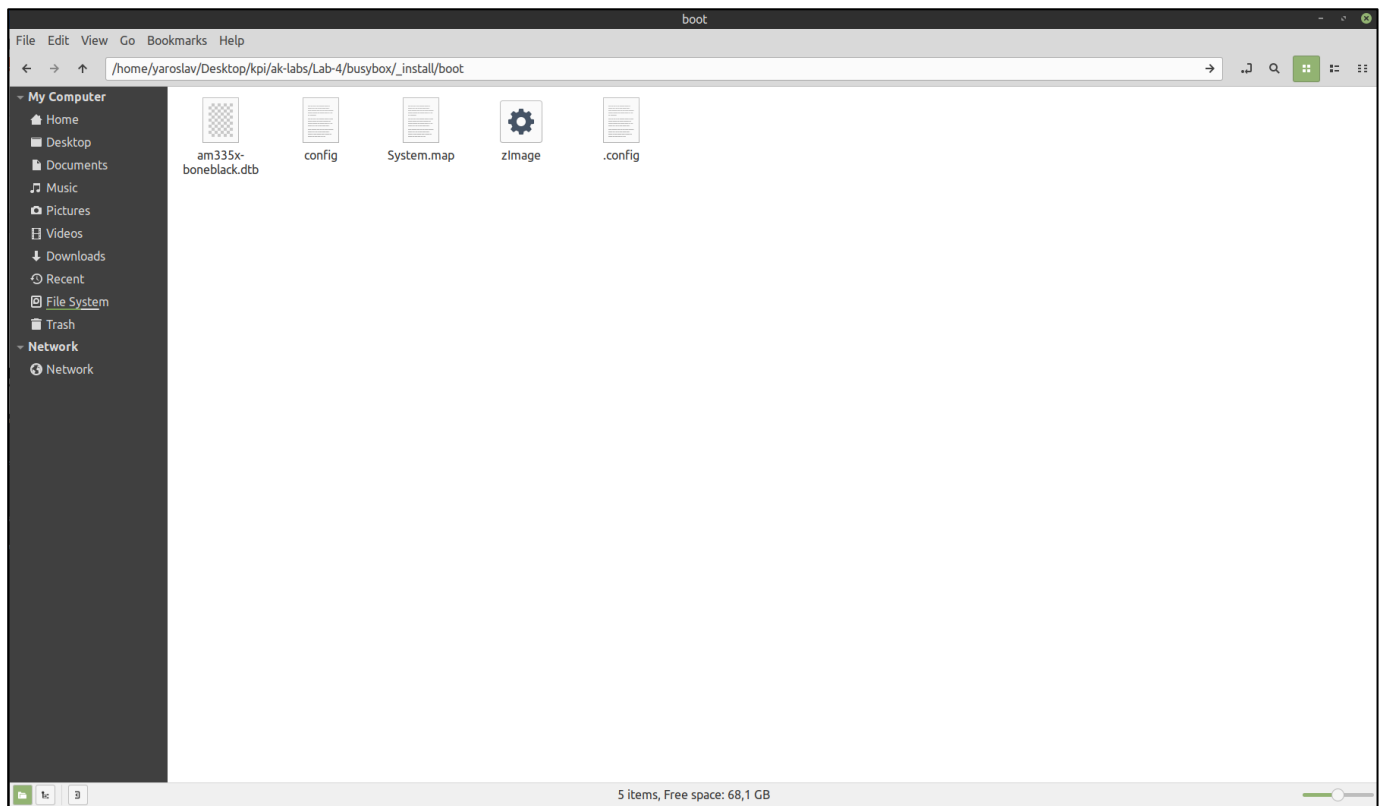 boot
File Edit View Go Bookmarks Help
/home/yaroslav/Desktop/kpi/ak-labs/Lab-4/busybox/_install/boot
My Computer
Home
Desktop
Documents
Music
Pictures
Videos
Downloads
Recent
File System
Trash
Network
Network
am335x-
boneblack.dtb
config
System.map
zImage
.config
5 items, Free space: 68,1 GB